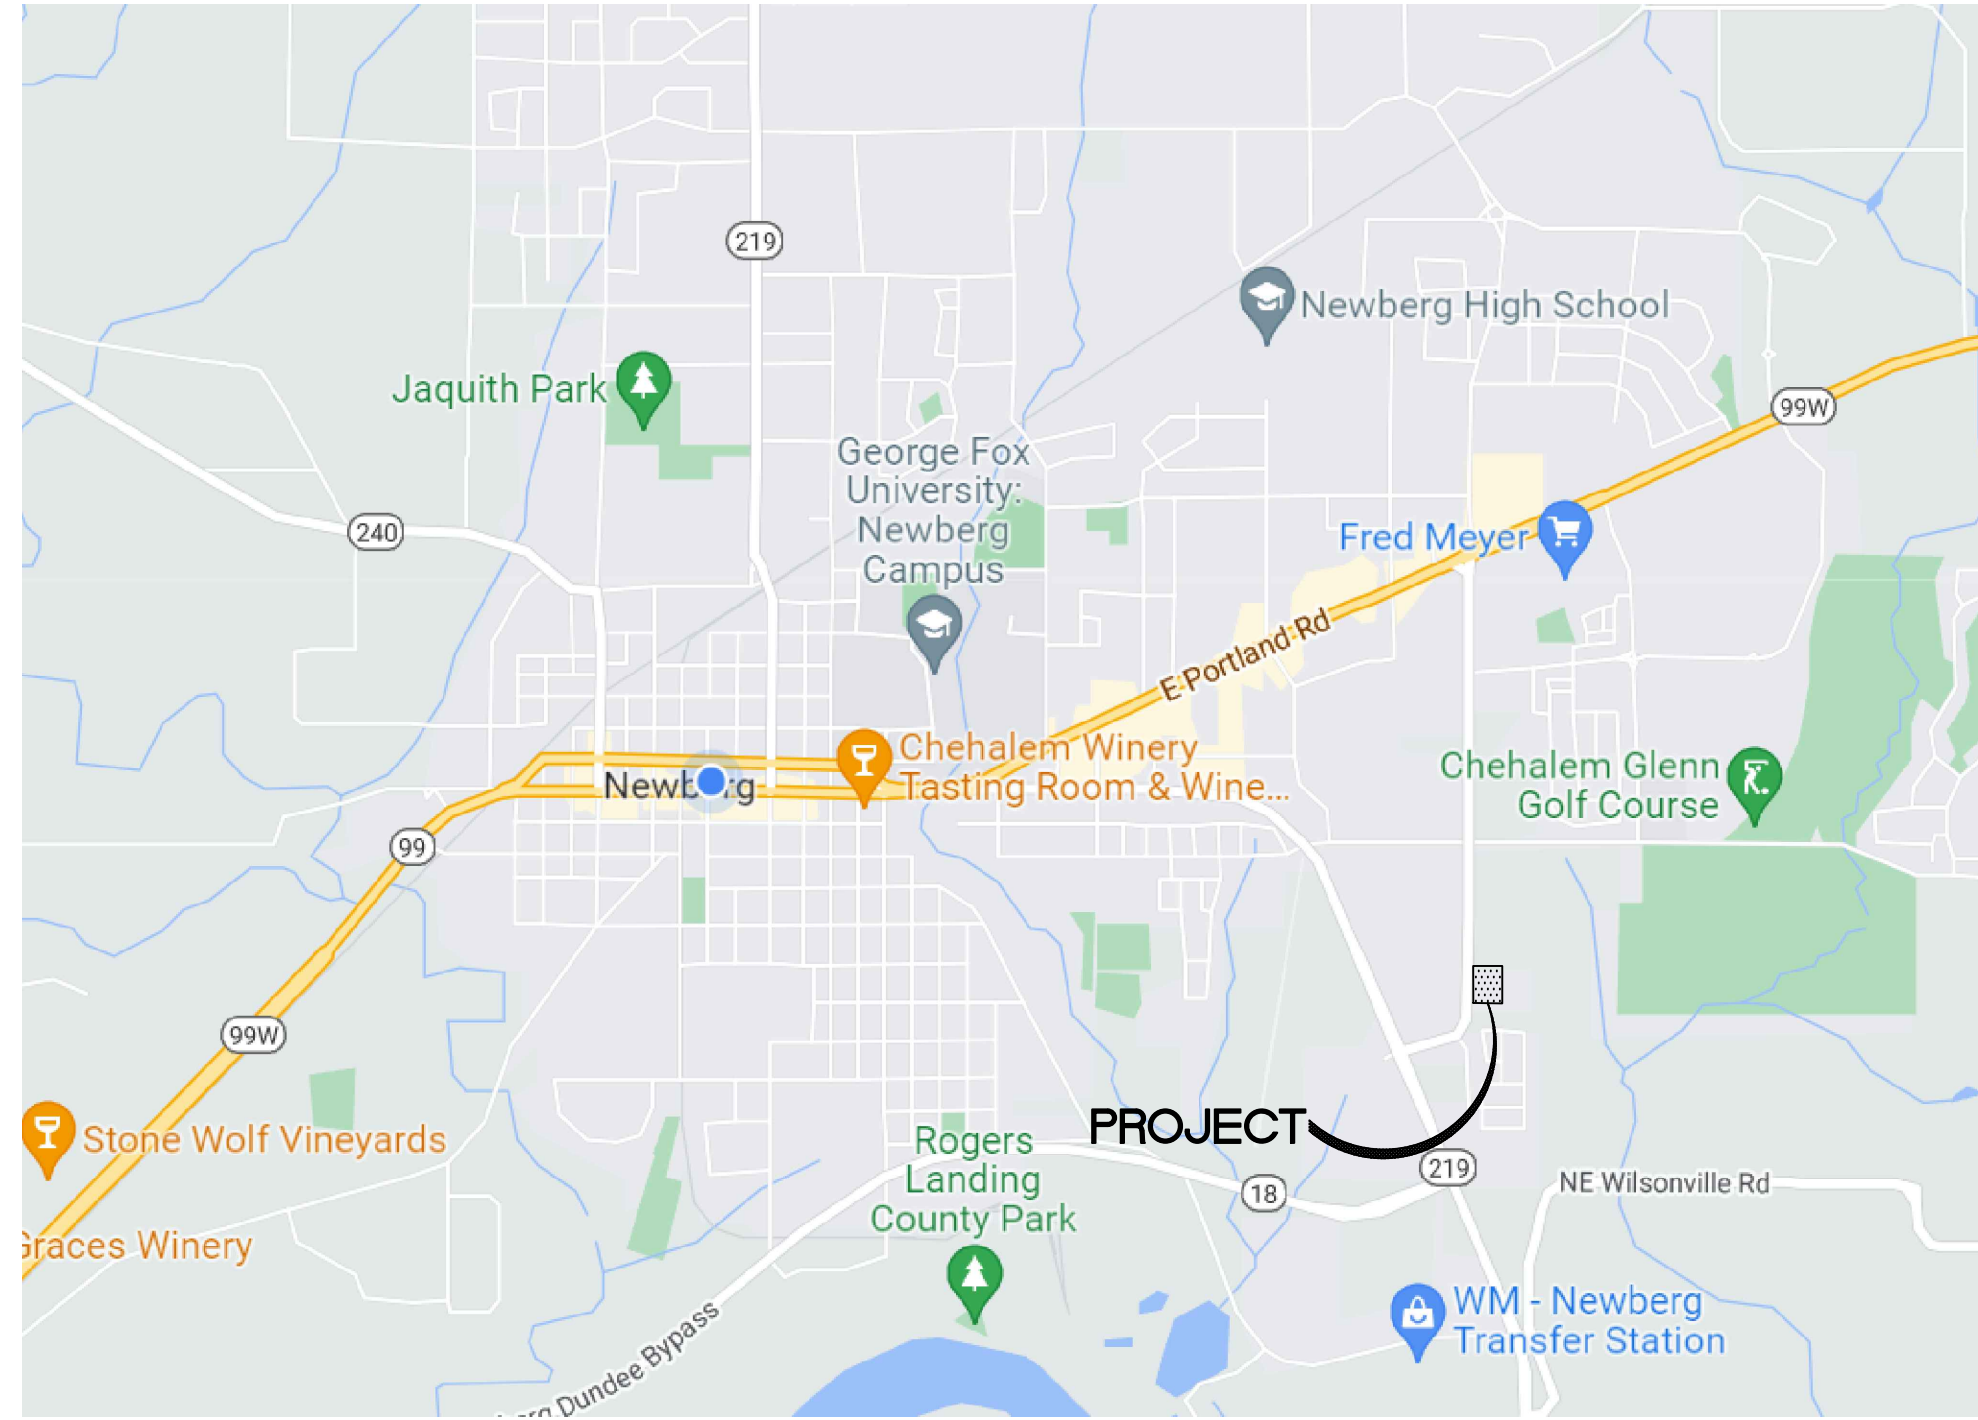 219
Newberg High School
Jaquith Park
99W
George Fox
University:
Newberg
Campus
240
Fred Meyer
E Portland Rd
Chehalem Winery
Tasting Room & Wine...
Newberg
Chehalem Glenn
Golf Course
99
99W
PROJECT
Stone Wolf Vineyards
Rogers
Landing
County Park
219
18
NE Wilsonville Rd
Graces Winery
WM - Newberg
Transfer Station
Dundee Bypass